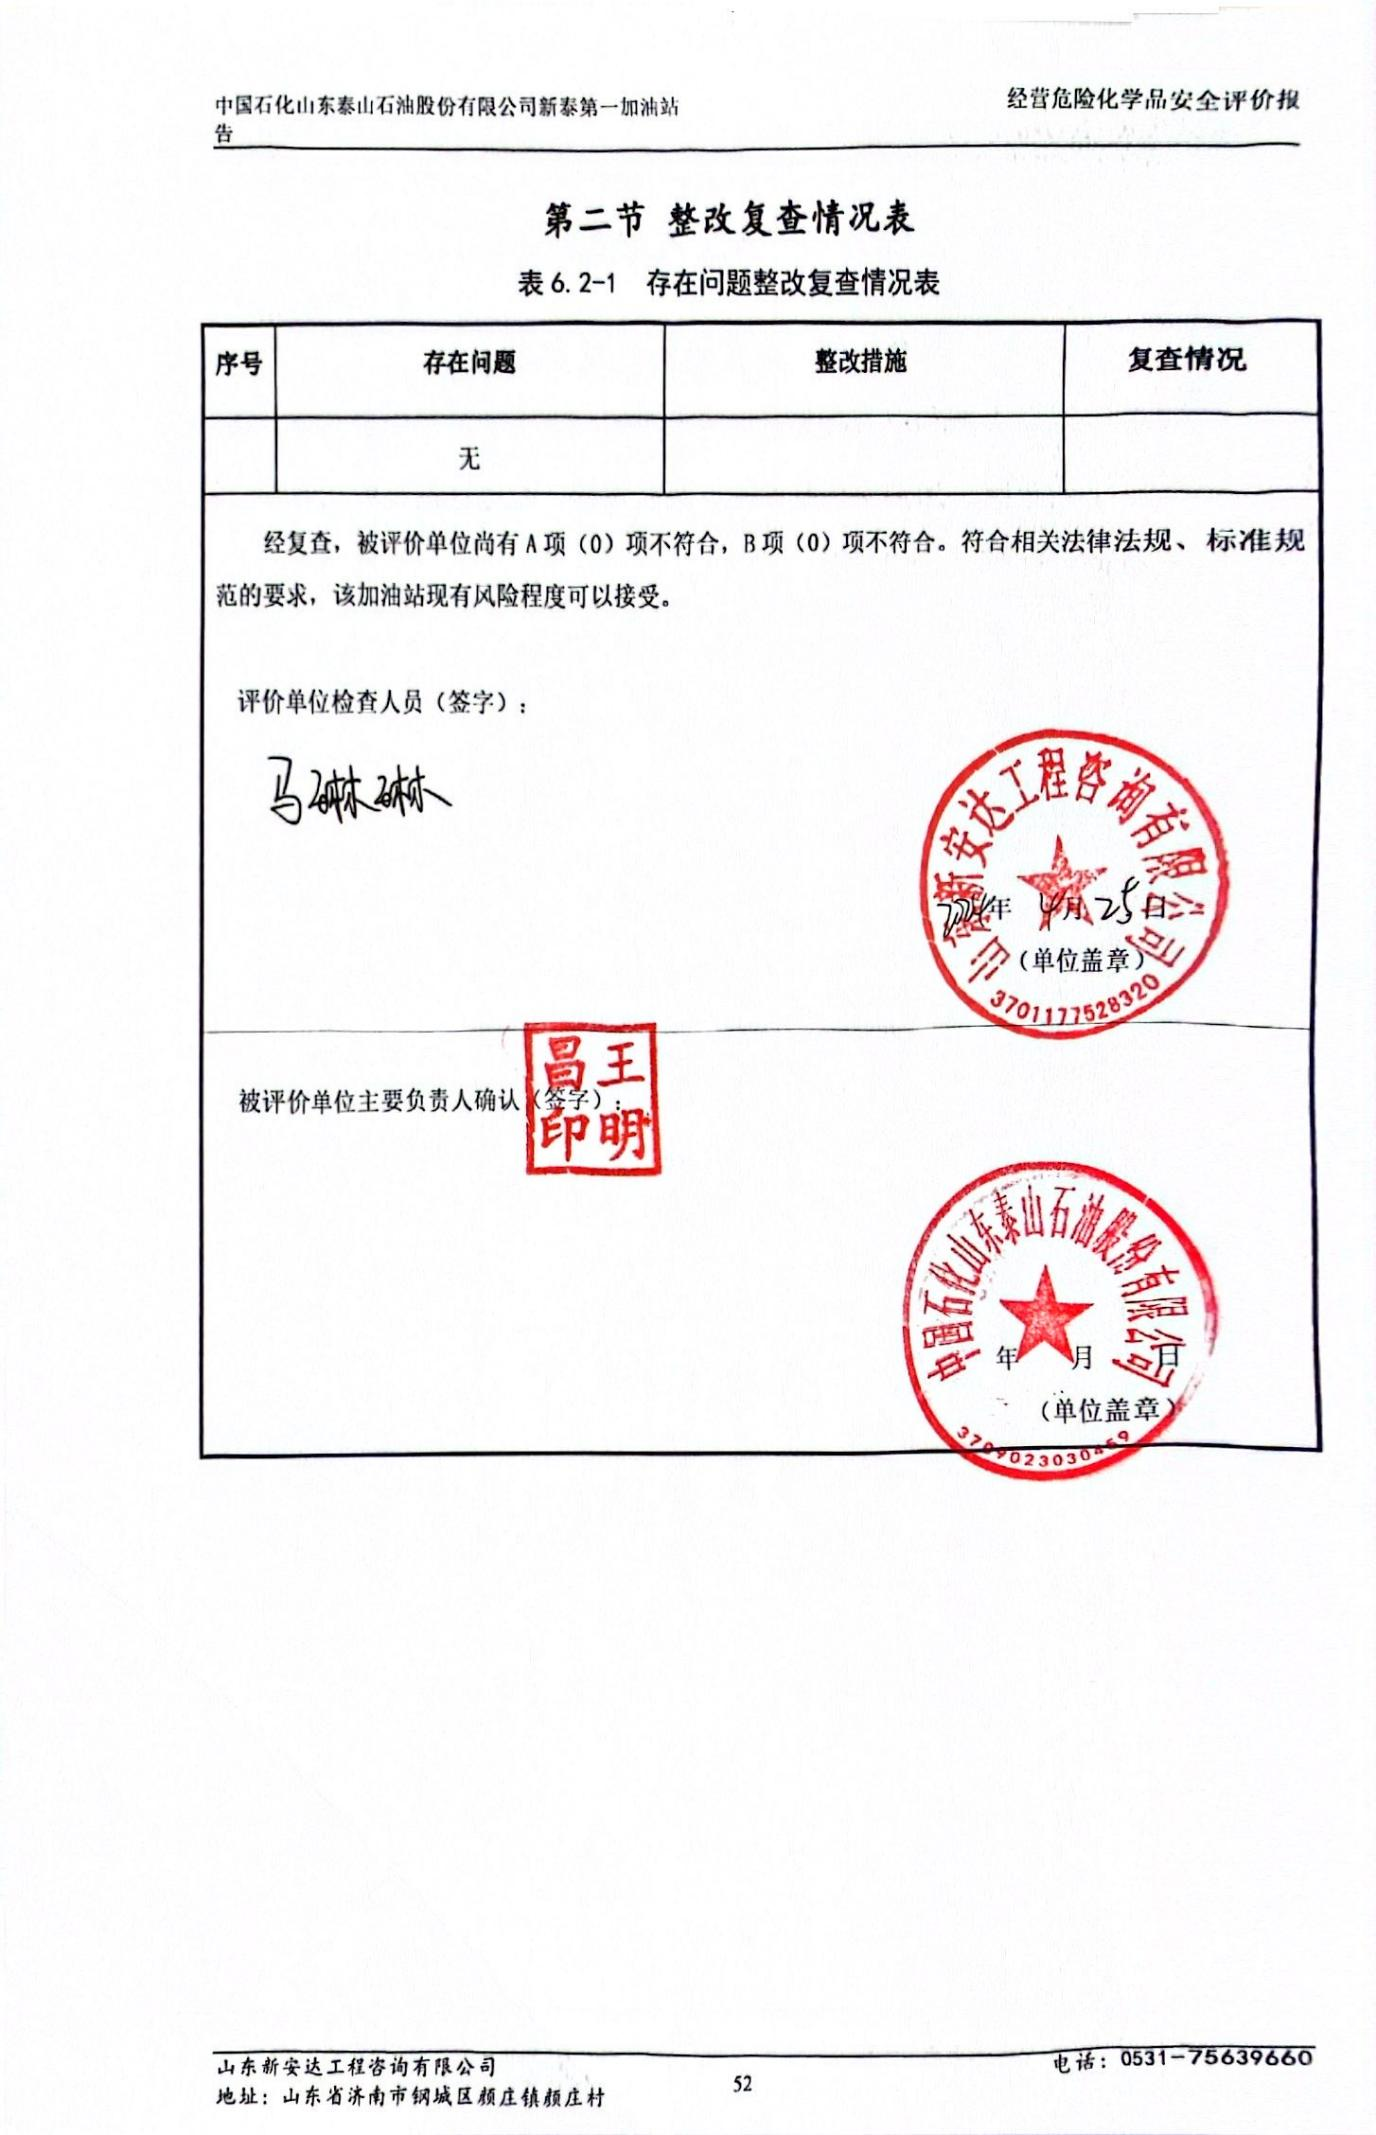 中国石化山东泰山石油股份有限公司新泰第一加油站 经营危险化学品安全评价报
告
第二节 整改复查情况表
表 6.2-1 存在问题整改复查情况表
序号 存在问题 整改措施 复查情况
无
经复查，被评价单位尚有 A 项（0）项不符合，B 项（0）项不符合。符合相关法律法规、标准规
范的要求，该加油站现有风险程度可以接受。
评价单位检查人员（签字）：
马琳琳
山东新安达工程咨询有限公司
2024年 4月 25日
（单位盖章）
3701177528320
王明昌印
被评价单位主要负责人确认（签字）：
中国石化山东泰山石油股份有限公司
年 月 日
（单位盖章）
3709023030459
山东新安达工程咨询有限公司 电话：0531-75639660
地址：山东省济南市钢城区颜庄镇颜庄村
52